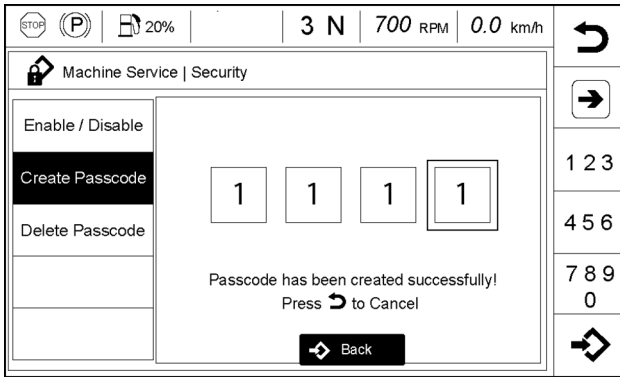 STOP P 20% 3 N 700 RPM 0.0 km/h
Machine Service | Security
Enable / Disable
Create Passcode
Delete Passcode
1 1 1 1
Passcode has been created successfully!
Press to Cancel
Back
1 2 3
4 5 6
7 8 9
0